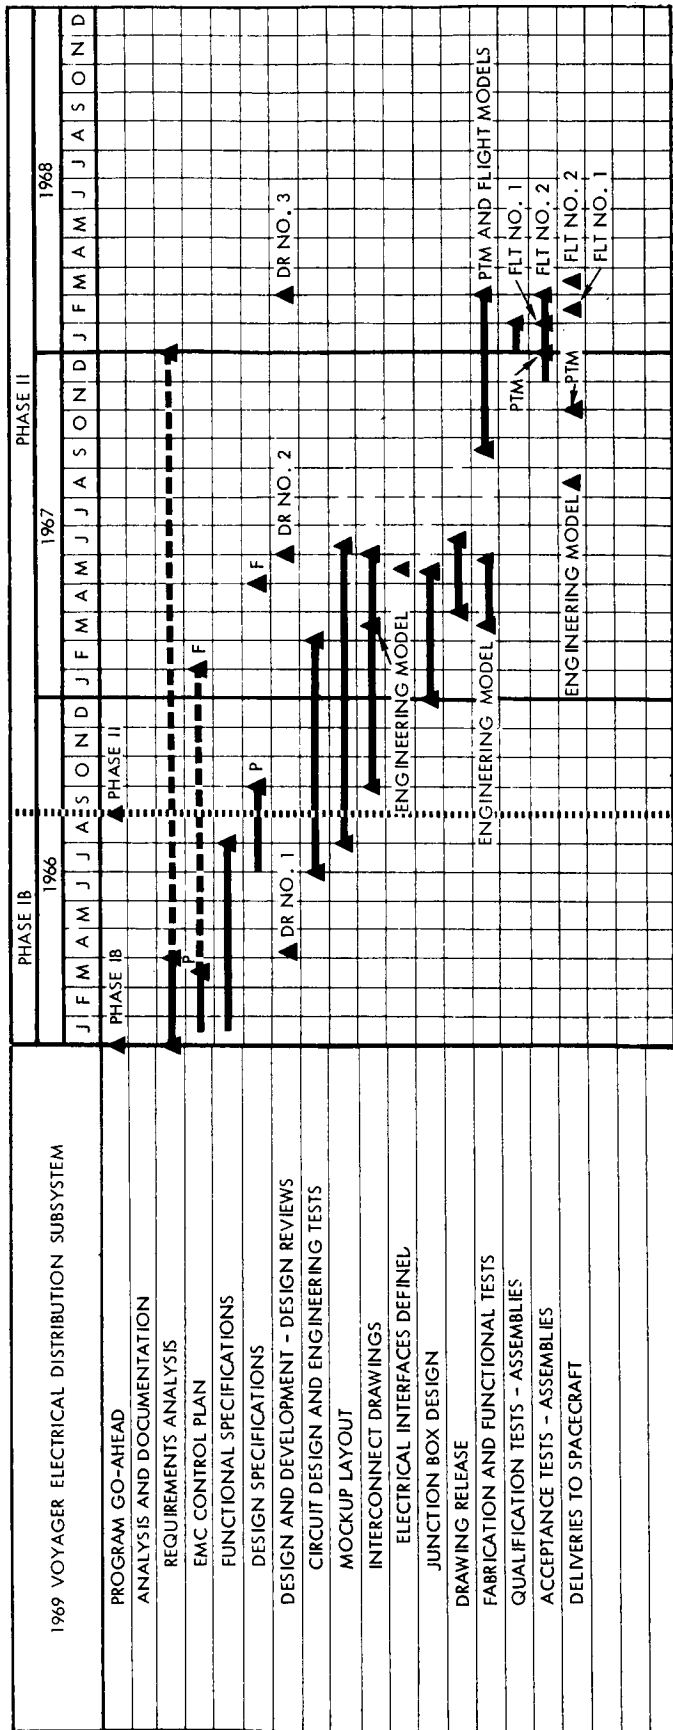 1969 VOYAGER ELECTRICAL DISTRIBUTION SUBSYSTEM
PHASE IB PHASE II
1966 1967 1968
J F M A M J J A S O N D J F M A M J J A S O N D J F M A M J J A S O N D
PROGRAM GO-AHEAD PHASE IB PHASE II
ANALYSIS AND DOCUMENTATION
REQUIREMENTS ANALYSIS
EMC CONTROL PLAN P F
FUNCTIONAL SPECIFICATIONS
DESIGN SPECIFICATIONS P F
DESIGN AND DEVELOPMENT - DESIGN REVIEWS DR NO. 1 DR NO. 2 DR NO. 3
CIRCUIT DESIGN AND ENGINEERING TESTS
MOCKUP LAYOUT
INTERCONNECT DRAWINGS
ENGINEERING MODEL
ELECTRICAL INTERFACES DEFINED
JUNCTION BOX DESIGN
DRAWING RELEASE
FABRICATION AND FUNCTIONAL TESTS ENGINEERING MODEL PTM AND FLIGHT MODELS
QUALIFICATION TESTS - ASSEMBLIES PTM FLT NO. 1
ACCEPTANCE TESTS - ASSEMBLIES FLT NO. 2
DELIVERIES TO SPACECRAFT ENGINEERING MODEL PTM FLT NO. 2
FLT NO. 1